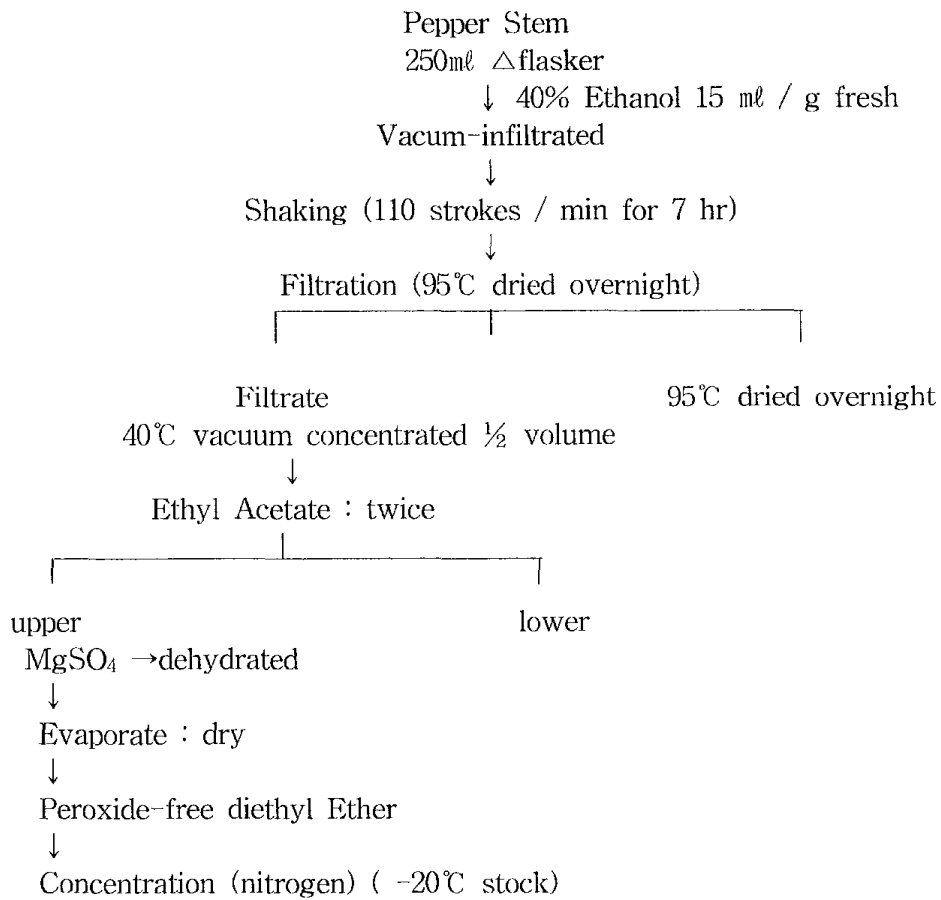 Pepper Stem
250㎖ △flasker
↓ 40% Ethanol 15 ㎖ / g fresh
Vacum-infiltrated
↓
Shaking (110 strokes / min for 7 hr)
↓
Filtration (95℃ dried overnight)
Filtrate 95℃ dried overnight
40℃ vacuum concentrated ½ volume
↓
Ethyl Acetate : twice
upper lower
MgSO₄ →dehydrated
↓
Evaporate : dry
↓
Peroxide-free diethyl Ether
↓
Concentration (nitrogen) ( -20℃ stock)